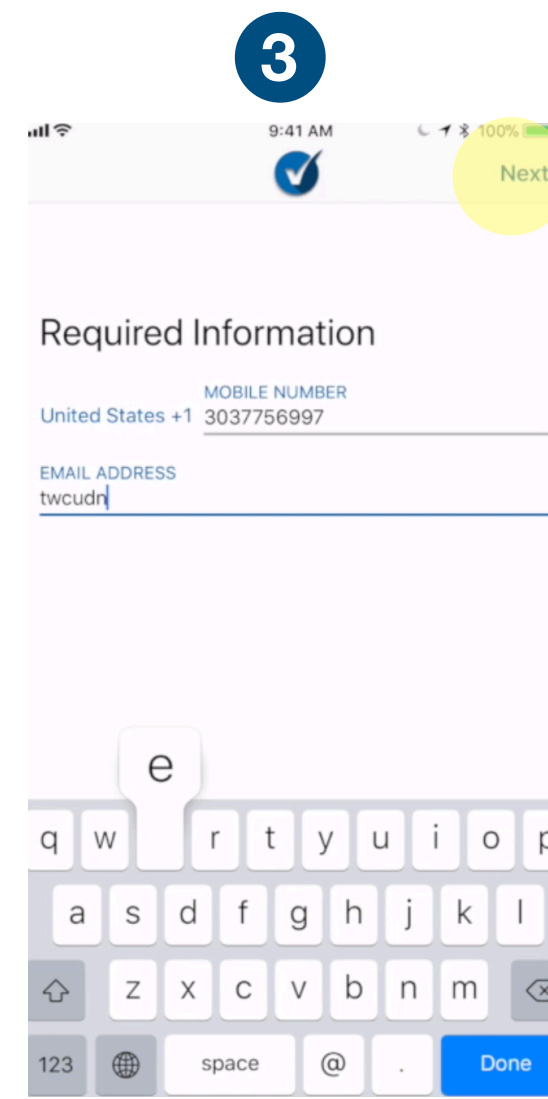 3
9:41 AM 100%
Next
Required Information
MOBILE NUMBER
United States +1 3037756997
EMAIL ADDRESS
twcudn
e
q w r t y u i o p
a s d f g h j k l
z x c v b n m
123 space @ . Done